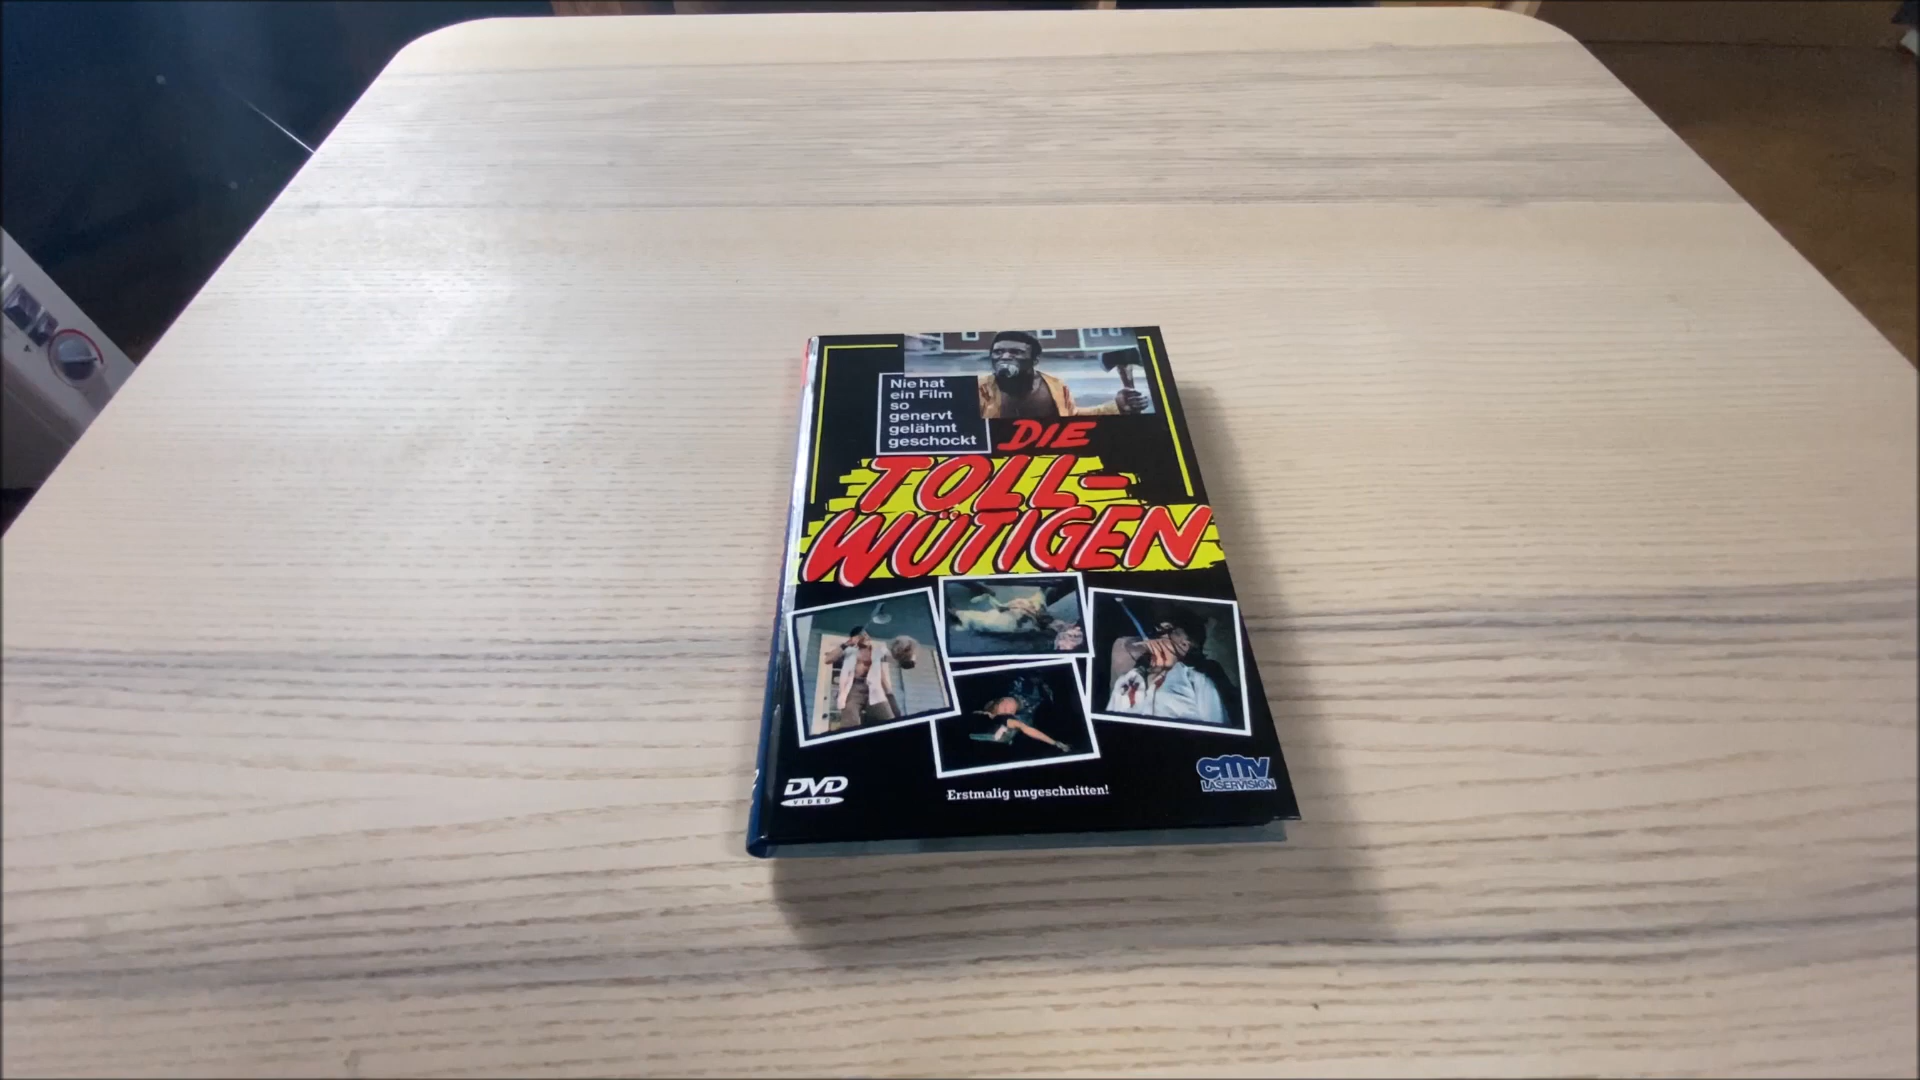 Nie hat
ein Film
so
genervt
gelähmt
geschockt
DIE
TOLL-
WÜTIGEN
DVD
VIDEO
Erstmalig ungeschnitten!
cmv
LASERVISION